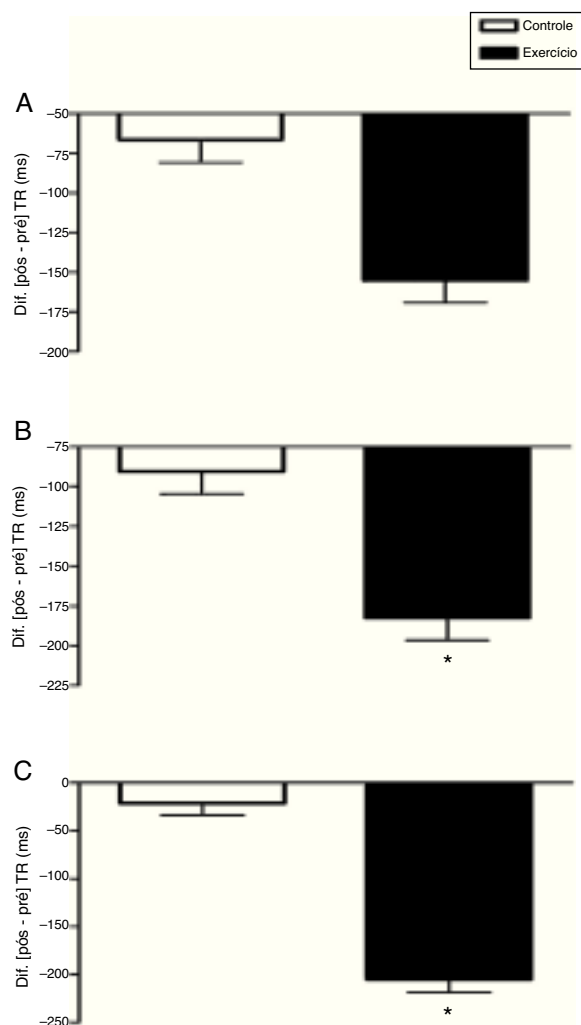 Controle
Exercício
A
Dif. [pós - pré] TR (ms)
–50
–75
–100
–125
–150
–175
–200
B
Dif. [pós - pré] TR (ms)
–75
–100
–125
–150
–175
–200
–225
*
C
Dif. [pós - pré] TR (ms)
0
–50
–100
–150
–200
–250
*